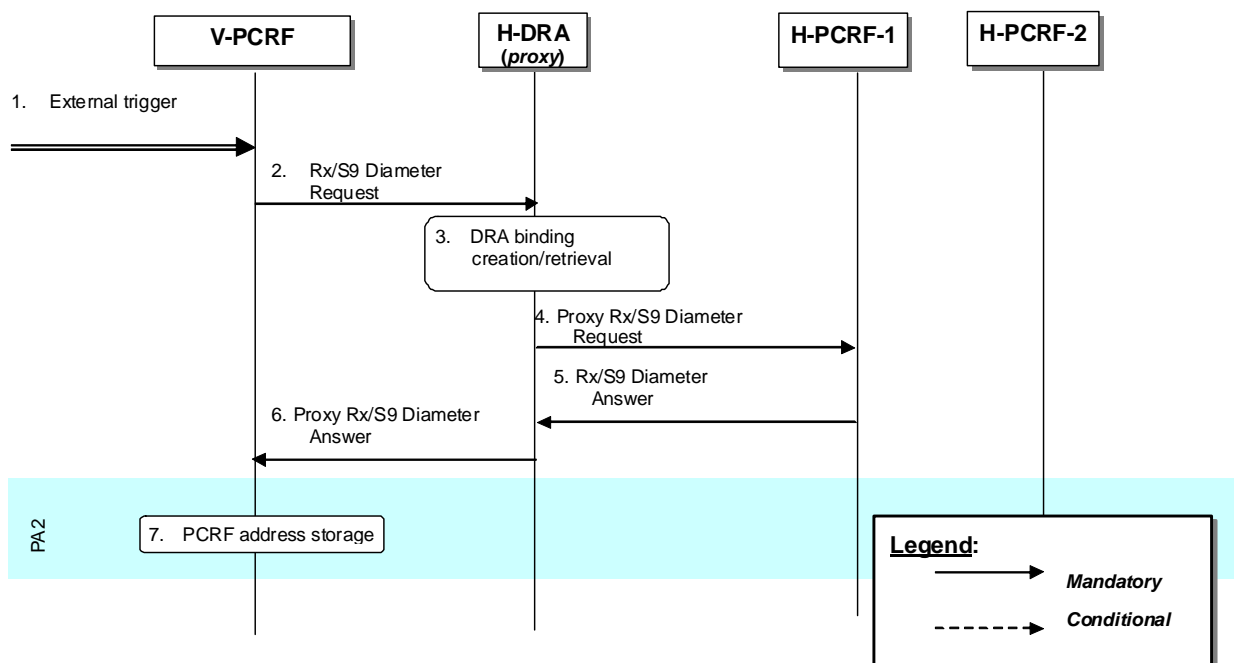 V-PCRF
H-DRA
(proxy)
H-PCRF-1
H-PCRF-2
1. External trigger
2. Rx/S9 Diameter
Request
3. DRA binding
creation/retrieval
4. Proxy Rx/S9 Diameter
Request
5. Rx/S9 Diameter
Answer
6. Proxy Rx/S9 Diameter
Answer
PA2
7. PCRF address storage
Legend:
Mandatory
Conditional